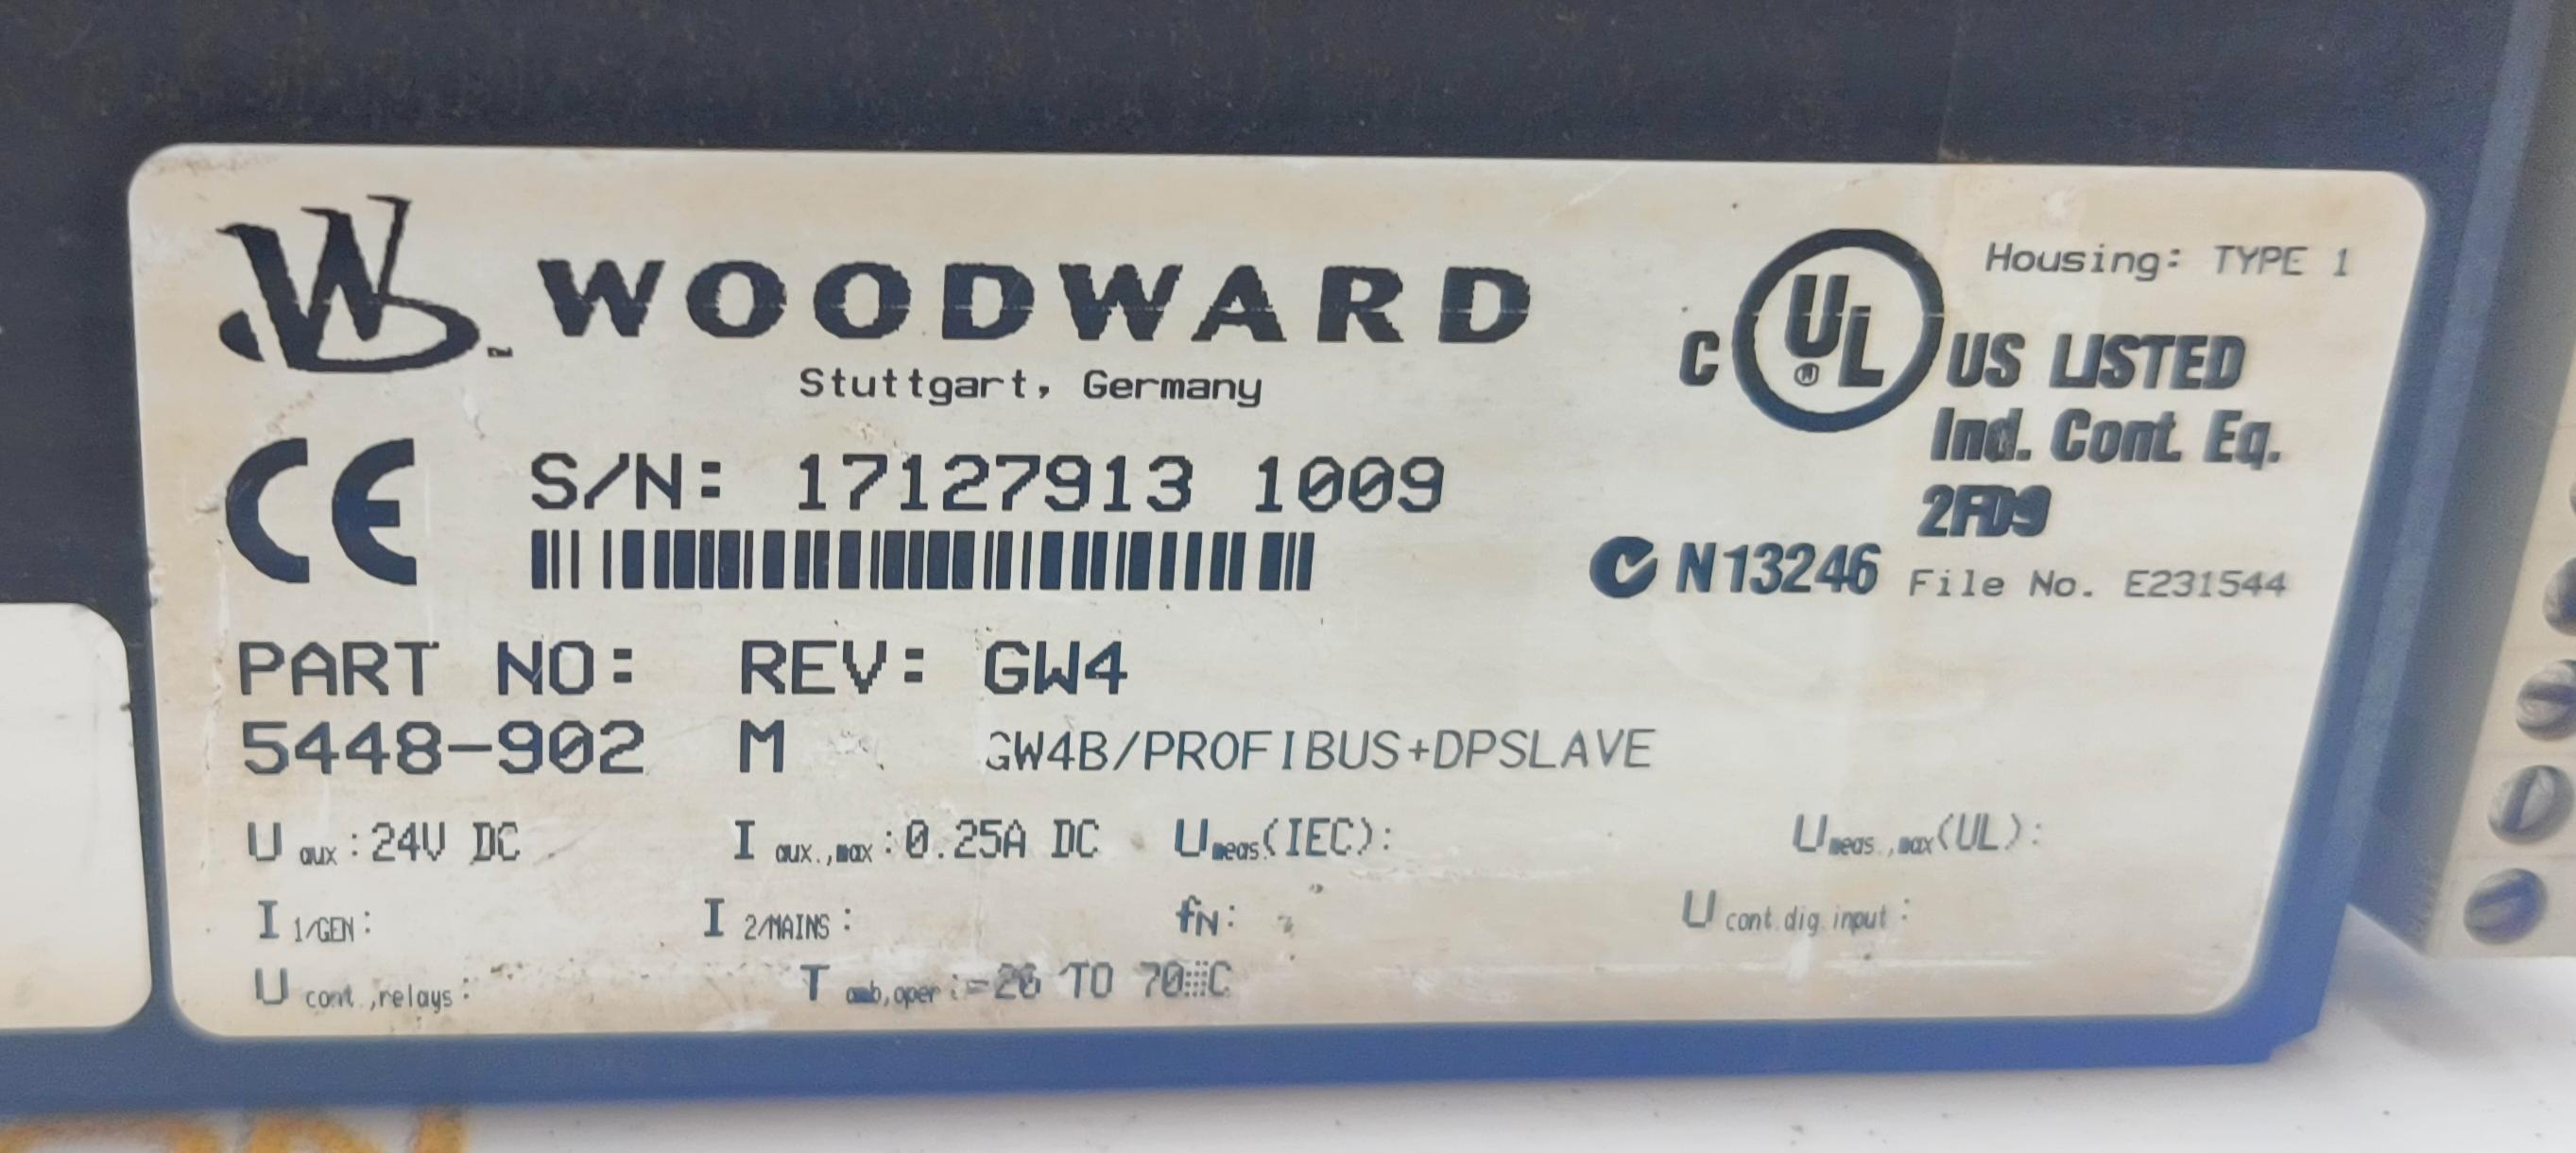 WOODWARD
Stuttgart, Germany
S/N: 17127913 1009
Housing: TYPE 1
C UL® US LISTED
Ind. Cont. Eq.
2FD9
N13246
File No. E231544
PART NO: REV: GW4
5448-902 M GW4B/PROFIBUS+DPSLAVE
U aux: 24V DC I aux.,max: 0.25A DC Umeas(IEC): Umeas.,max(UL):
I 1/GEN: I 2/MAINS: fN: U cont.dig.input:
U cont.,relays: T amb,oper: -20 TO 70 C